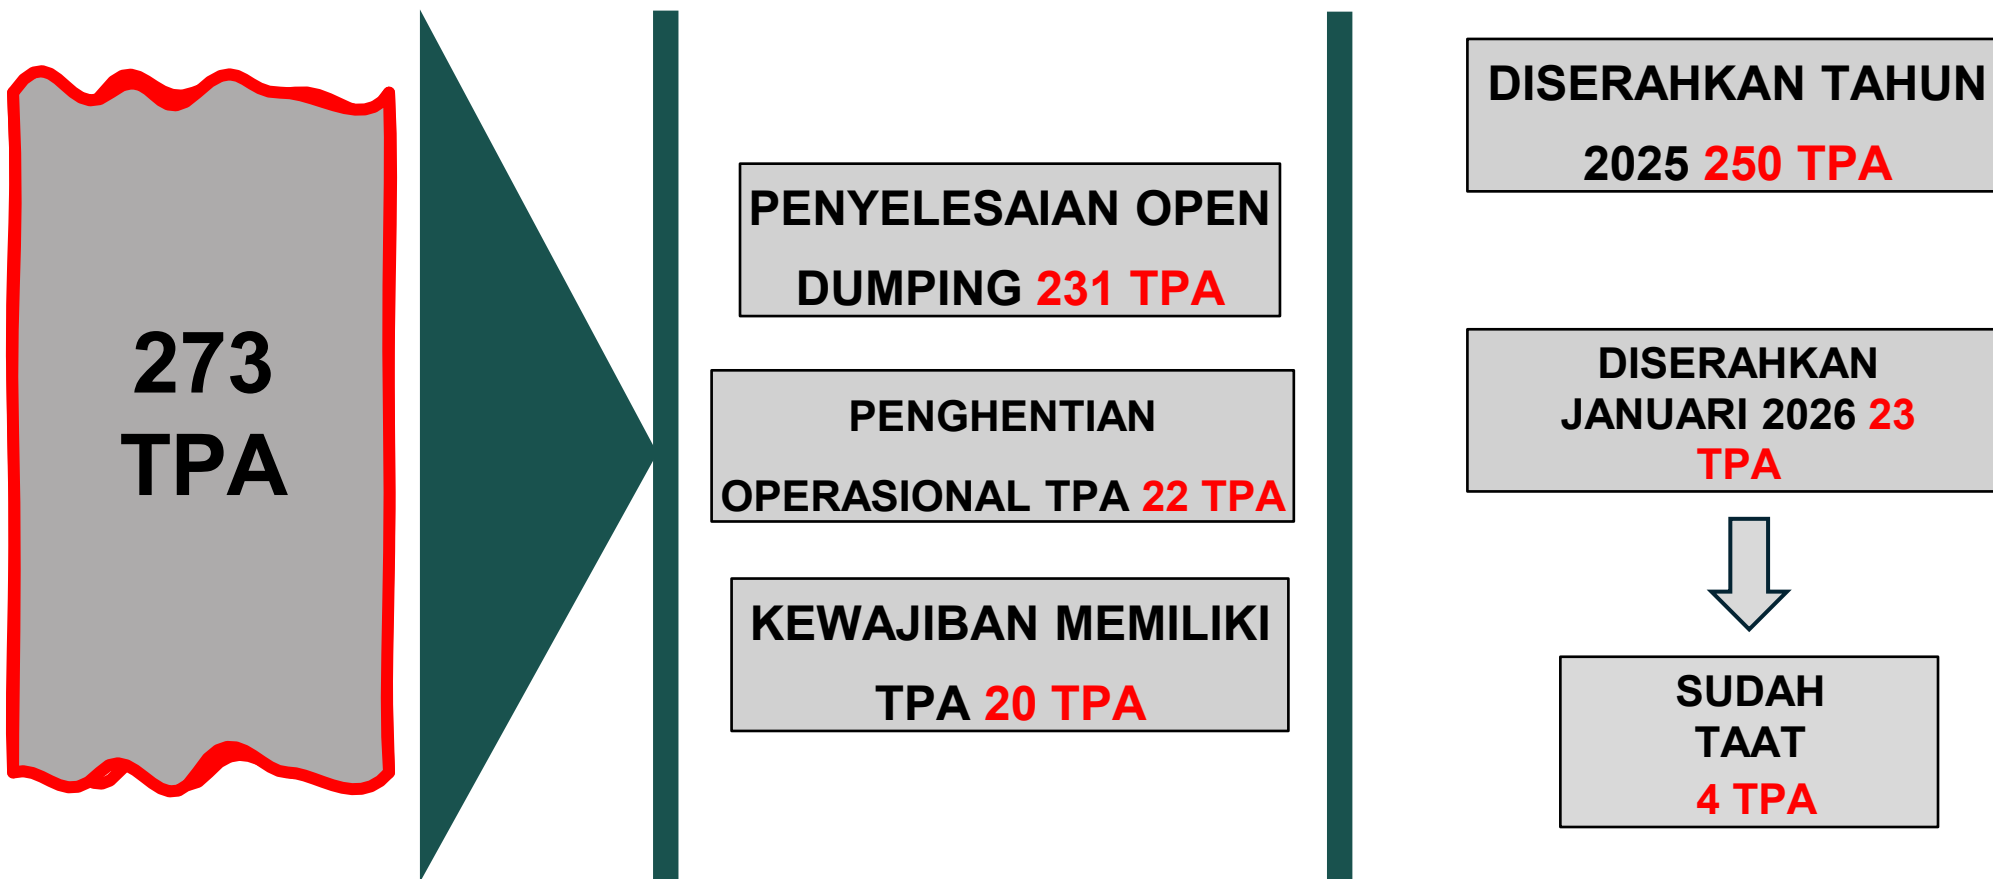 273
TPA
PENYELESAIAN OPEN
DUMPING 231 TPA
PENGHENTIAN
OPERASIONAL TPA 22 TPA
KEWAJIBAN MEMILIKI
TPA 20 TPA
DISERAHKAN TAHUN
2025 250 TPA
DISERAHKAN
JANUARI 2026 23
TPA
SUDAH
TAAT
4 TPA